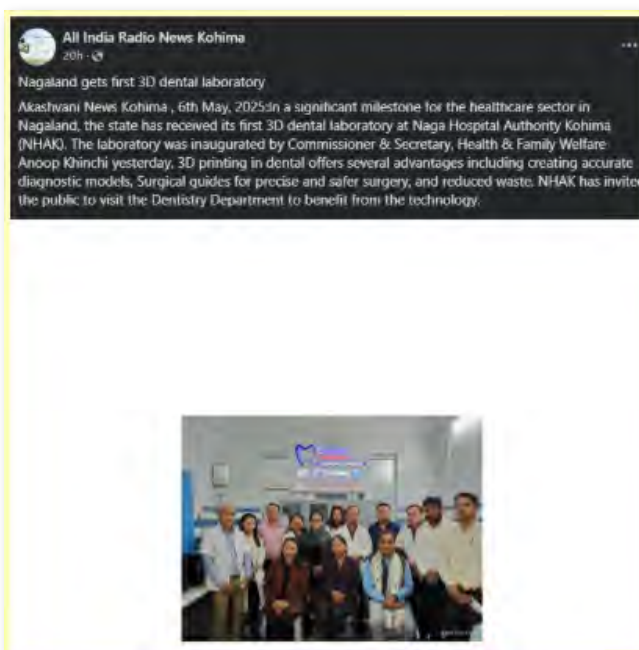 All India Radio News Kohima
20h ·
Nagaland gets first 3D dental laboratory
Akashvani News Kohima , 6th May, 2025:In a significant milestone for the healthcare sector in
Nagaland, the state has received its first 3D dental laboratory at Naga Hospital Authority Kohima
(NHAK). The laboratory was inaugurated by Commissioner & Secretary, Health & Family Welfare
Anoop Khinchi yesterday, 3D printing in dental offers several advantages including creating accurate
diagnostic models, Surgical guides for precise and safer surgery, and reduced waste. NHAK has invited
the public to visit the Dentistry Department to benefit from the technology.